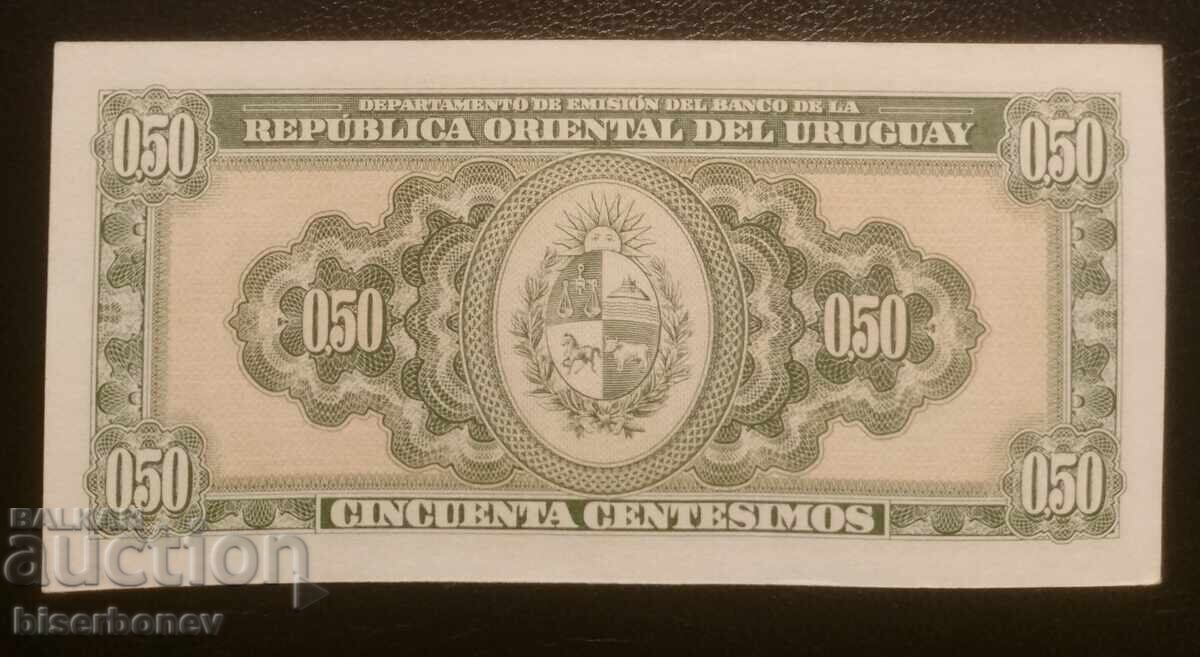 DEPARTAMENTO DE EMISIÓN DEL BANCO DE LA
REPÚBLICA ORIENTAL DEL URUGUAY
0,50 0,50
0,50 0,50
0,50 0,50
CINCUENTA CENTESIMOS
BALKAN
auction
biserbonev